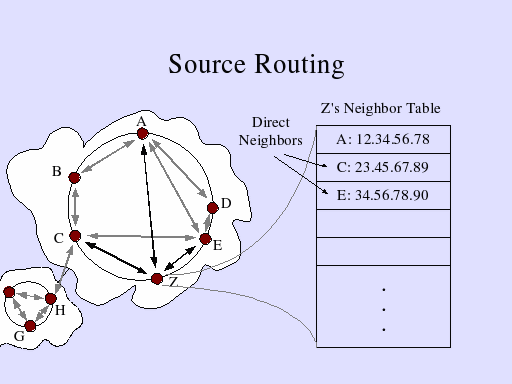 Source Routing
Z's Neighbor Table
Direct
Neighbors
A: 12.34.56.78
C: 23.45.67.89
E: 34.56.78.90
.
.
.
A
B
D
C
E
Z
H
G